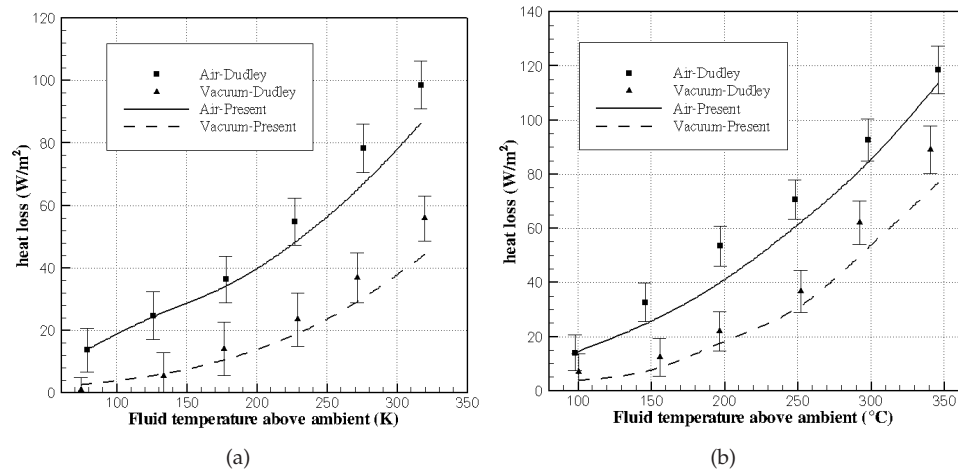 120
100
80
60
40
20
0
heat loss (W/m²)
Air-Dudley
Vacuum-Dudley
Air-Present
Vacuum-Present
100 150 200 250 300 350
Fluid temperature above ambient (K)
(a)
140
120
100
80
60
40
20
0
heat loss (W/m²)
Air-Dudley
Vacuum-Dudley
Air-Present
Vacuum-Present
100 150 200 250 300 350
Fluid temperature above ambient (°C)
(b)